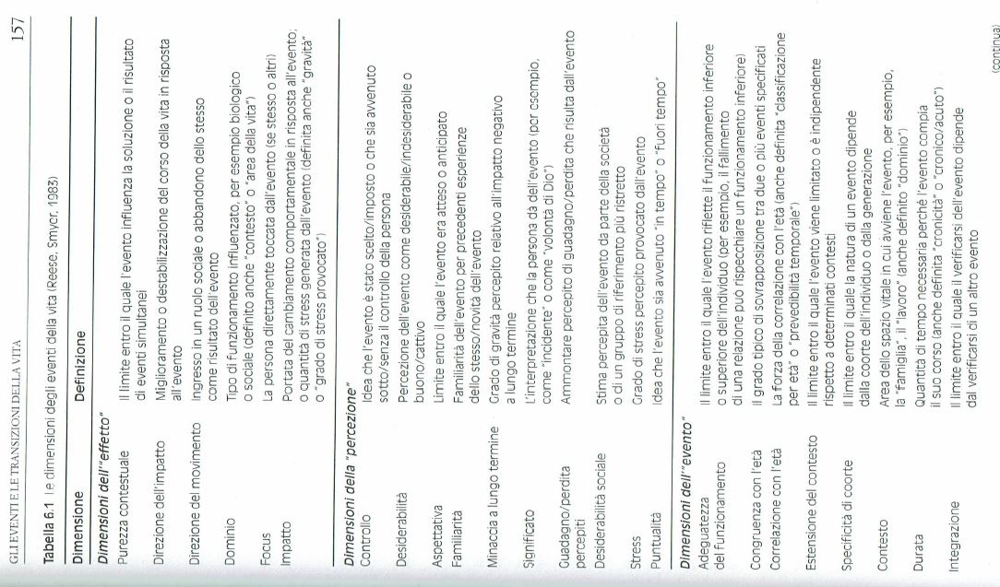 GLI EVENTI E LE TRANSIZIONI DELLA VITA 157
Tabella 6.1 Le dimensioni degli eventi della vita (Reese, Smyer, 1983)
Dimensione Definizione
Dimensioni dell'"effetto"
Purezza contestuale Il limite entro il quale l'evento influenza la soluzione o il risultato
di eventi simultanei
Direzione dell'impatto Miglioramento o destabilizzazione del corso della vita in risposta
all'evento
Direzione del movimento Ingresso in un ruolo sociale o abbandono dello stesso
come risultato dell'evento
Dominio Tipo di funzionamento influenzato, per esempio biologico
o sociale (definito anche "contesto" o "area della vita")
Focus La persona direttamente toccata dall'evento (se stesso o altri)
Impatto Portata del cambiamento comportamentale in risposta all'evento;
o quantità di stress generata dall'evento (definita anche "gravità"
o "grado di stress provocato")
Dimensioni della "percezione"
Controllo Idea che l'evento è stato scelto/imposto o che sia avvenuto
sotto/senza il controllo della persona
Desiderabilità Percezione dell'evento come desiderabile/indesiderabile o
buono/cattivo
Aspettativa Limite entro il quale l'evento era atteso o anticipato
Familiarità Familiarità dell'evento per precedenti esperienze
dello stesso/novità dell'evento
Minaccia a lungo termine Grado di gravità percepito relativo all'impatto negativo
a lungo termine
Significato L'interpretazione che la persona dà dell'evento (por osompio,
come "incidente" o come "volontà di Dio")
Guadagno/perdita Ammontare percepito di guadagno/perdita che risulta dall'evento
percepiti
Desiderabilità sociale Stima percepita dell'evento da parte della società
o di un gruppo di riferimento più ristretto
Stress Grado di stress percepito provocato dall'evento
Puntualità Idea che l'evento sia avvenuto "in tempo" o "fuori tempo"
Dimensioni dell'"evento"
Adeguatezza Il limite entro il quale l'evento riflette il funzionamento inferiore
del funzionamento o superiore dell'individuo (per esempio, il fallimento
di una relazione può rispecchiare un funzionamento inferiore)
Congruenza con l'età Il grado tipico di sovrapposizione tra due o più eventi specificati
Correlazione con l'età La forza della correlazione con l'età (anche definita "classificazione
per età" o "prevedibilità temporale")
Estensione del contesto Il limite entro il quale l'evento viene limitato o è indipendente
rispetto a determinati contesti
Specificità di coorte Il limite entro il quale la natura di un evento dipende
dalla coorte dell'individuo o dalla generazione
Contesto Area dello spazio vitale in cui avviene l'evento, per esempio,
la "famiglia", il "lavoro" (anche definito "dominio")
Durata Quantità di tempo necessaria perché l'evento compia
il suo corso (anche definita "cronicità" o "cronico/acuto")
Integrazione Il limite entro il quale il verificarsi dell'evento dipende
dal verificarsi di un altro evento
(continua)